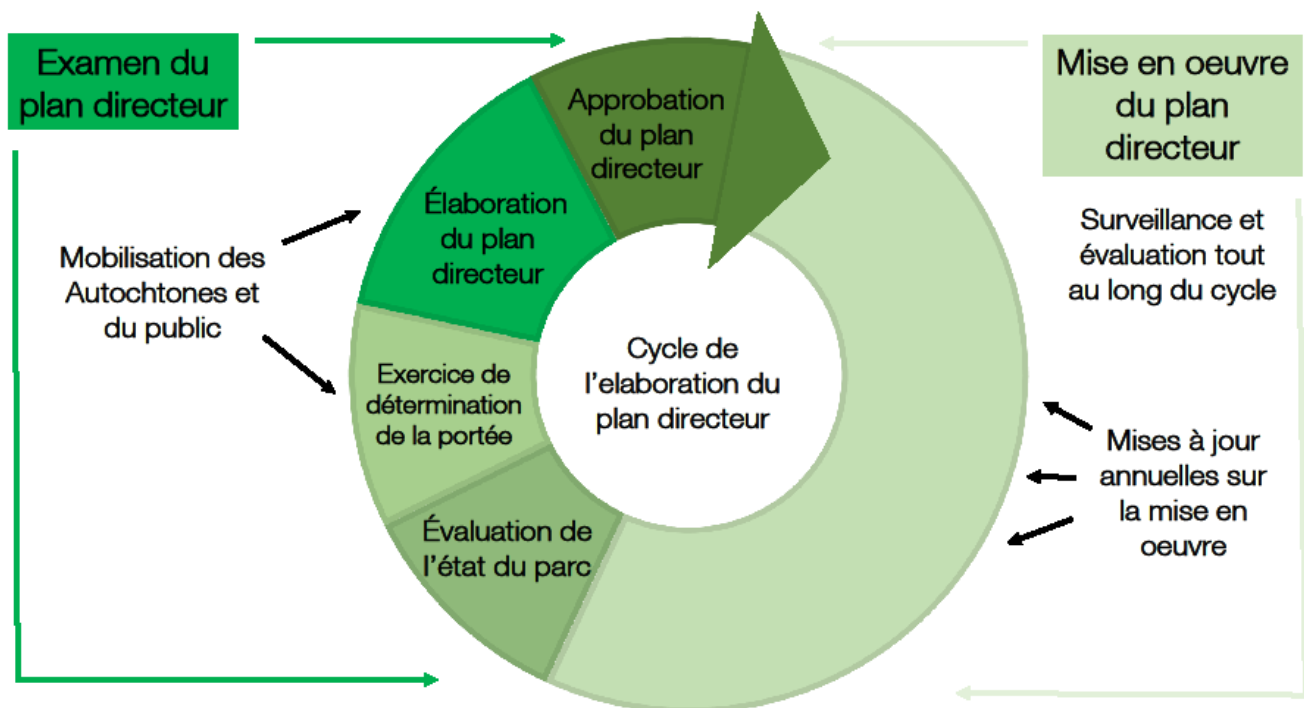 Examen du
plan directeur
Mise en oeuvre
du plan
directeur
Approbation
du plan
directeur
Élaboration
du plan
directeur
Mobilisation des
Autochtones et
du public
Surveillance et
évaluation tout
au long du cycle
Cycle de
l'elaboration du
plan directeur
Exercice de
détermination
de la portée
Mises à jour
annuelles sur
la mise en
oeuvre
Évaluation de
l'état du parc